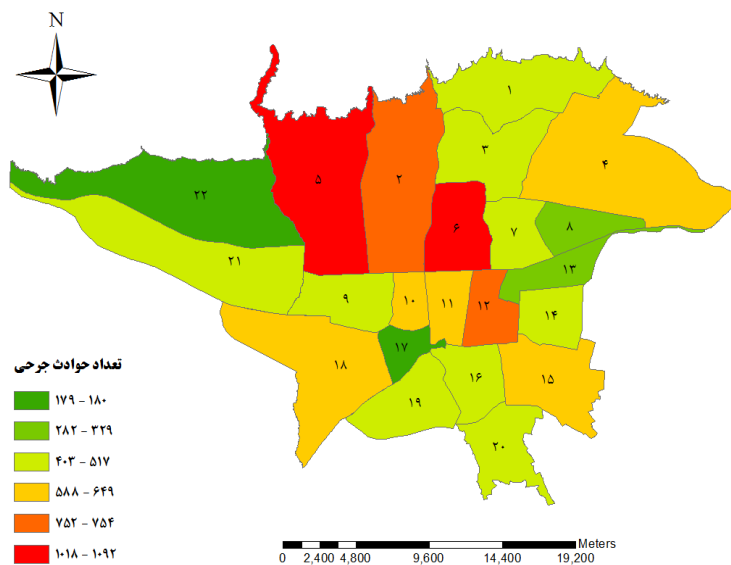 N
۱
۳
۴
۲
۵
۲۲
۶
۷
۸
۲۱
۱۳
۹
۱۰
۱۱
۱۲
۱۴
۱۷
۱۸
۱۶
۱۵
۱۹
۲۰
تعداد حوادث جرحی
۱۷۹ - ۱۸۰
۲۸۲ - ۳۲۹
۴۰۳ - ۵۱۷
۵۸۸ - ۶۴۹
۷۵۲ - ۷۵۴
۱۰۱۸ - ۱۰۹۲
Meters
0 2,400 4,800 9,600 14,400 19,200